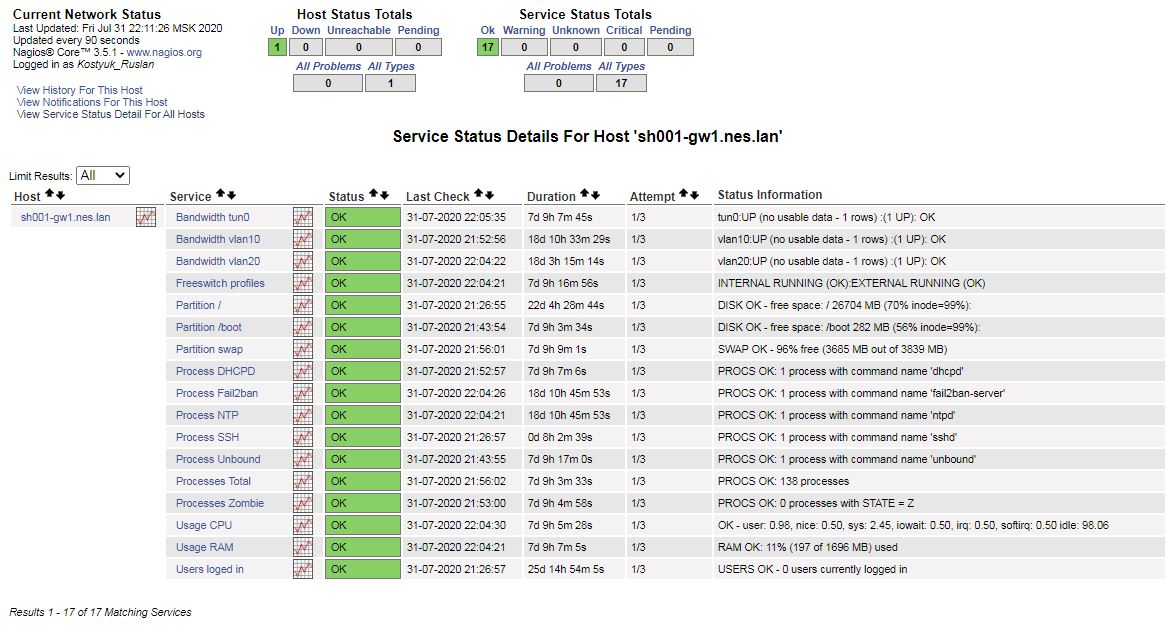 Current Network Status
Last Updated: Fri Jul 31 22:11:26 MSK 2020
Updated every 90 seconds
Nagios® Core™ 3.5.1 - www.nagios.org
Logged in as Kostyuk_Ruslan
View History For This Host
View Notifications For This Host
View Service Status Detail For All Hosts
Host Status Totals
Up Down Unreachable Pending
1 0 0 0
All Problems All Types
0 1
Service Status Totals
Ok Warning Unknown Critical Pending
17 0 0 0 0
All Problems All Types
0 17
Service Status Details For Host 'sh001-gw1.nes.lan'
Limit Results: All
Host Service Status Last Check Duration Attempt Status Information
sh001-gw1.nes.lan Bandwidth tun0 OK 31-07-2020 22:05:35 7d 9h 7m 45s 1/3 tun0:UP (no usable data - 1 rows) :(1 UP): OK
Bandwidth vlan10 OK 31-07-2020 21:52:56 18d 10h 33m 29s 1/3 vlan10:UP (no usable data - 1 rows) :(1 UP): OK
Bandwidth vlan20 OK 31-07-2020 22:04:22 18d 3h 15m 14s 1/3 vlan20:UP (no usable data - 1 rows) :(1 UP): OK
Freeswitch profiles OK 31-07-2020 22:04:21 7d 9h 16m 56s 1/3 INTERNAL RUNNING (OK):EXTERNAL RUNNING (OK)
Partition / OK 31-07-2020 21:26:55 22d 4h 28m 44s 1/3 DISK OK - free space: / 26704 MB (70% inode=99%):
Partition /boot OK 31-07-2020 21:43:54 7d 9h 3m 34s 1/3 DISK OK - free space: /boot 282 MB (56% inode=99%):
Partition swap OK 31-07-2020 21:56:01 7d 9h 9m 1s 1/3 SWAP OK - 96% free (3685 MB out of 3839 MB)
Process DHCPD OK 31-07-2020 21:52:57 7d 9h 7m 6s 1/3 PROCS OK: 1 process with command name 'dhcpd'
Process Fail2ban OK 31-07-2020 22:04:26 18d 10h 45m 53s 1/3 PROCS OK: 1 process with command name 'fail2ban-server'
Process NTP OK 31-07-2020 22:04:21 18d 10h 45m 53s 1/3 PROCS OK: 1 process with command name 'ntpd'
Process SSH OK 31-07-2020 21:26:57 0d 8h 2m 39s 1/3 PROCS OK: 1 process with command name 'sshd'
Process Unbound OK 31-07-2020 21:43:55 7d 9h 17m 0s 1/3 PROCS OK: 1 process with command name 'unbound'
Processes Total OK 31-07-2020 21:56:02 7d 9h 3m 33s 1/3 PROCS OK: 138 processes
Processes Zombie OK 31-07-2020 21:53:00 7d 9h 4m 58s 1/3 PROCS OK: 0 processes with STATE = Z
Usage CPU OK 31-07-2020 22:04:30 7d 9h 5m 28s 1/3 OK - user: 0.98, nice: 0.50, sys: 2.45, iowait: 0.50, irq: 0.50, softirq: 0.50 idle: 98.06
Usage RAM OK 31-07-2020 22:04:21 7d 9h 7m 5s 1/3 RAM OK: 11% (197 of 1696 MB) used
Users logged in OK 31-07-2020 21:26:57 25d 14h 54m 5s 1/3 USERS OK - 0 users currently logged in
Results 1 - 17 of 17 Matching Services